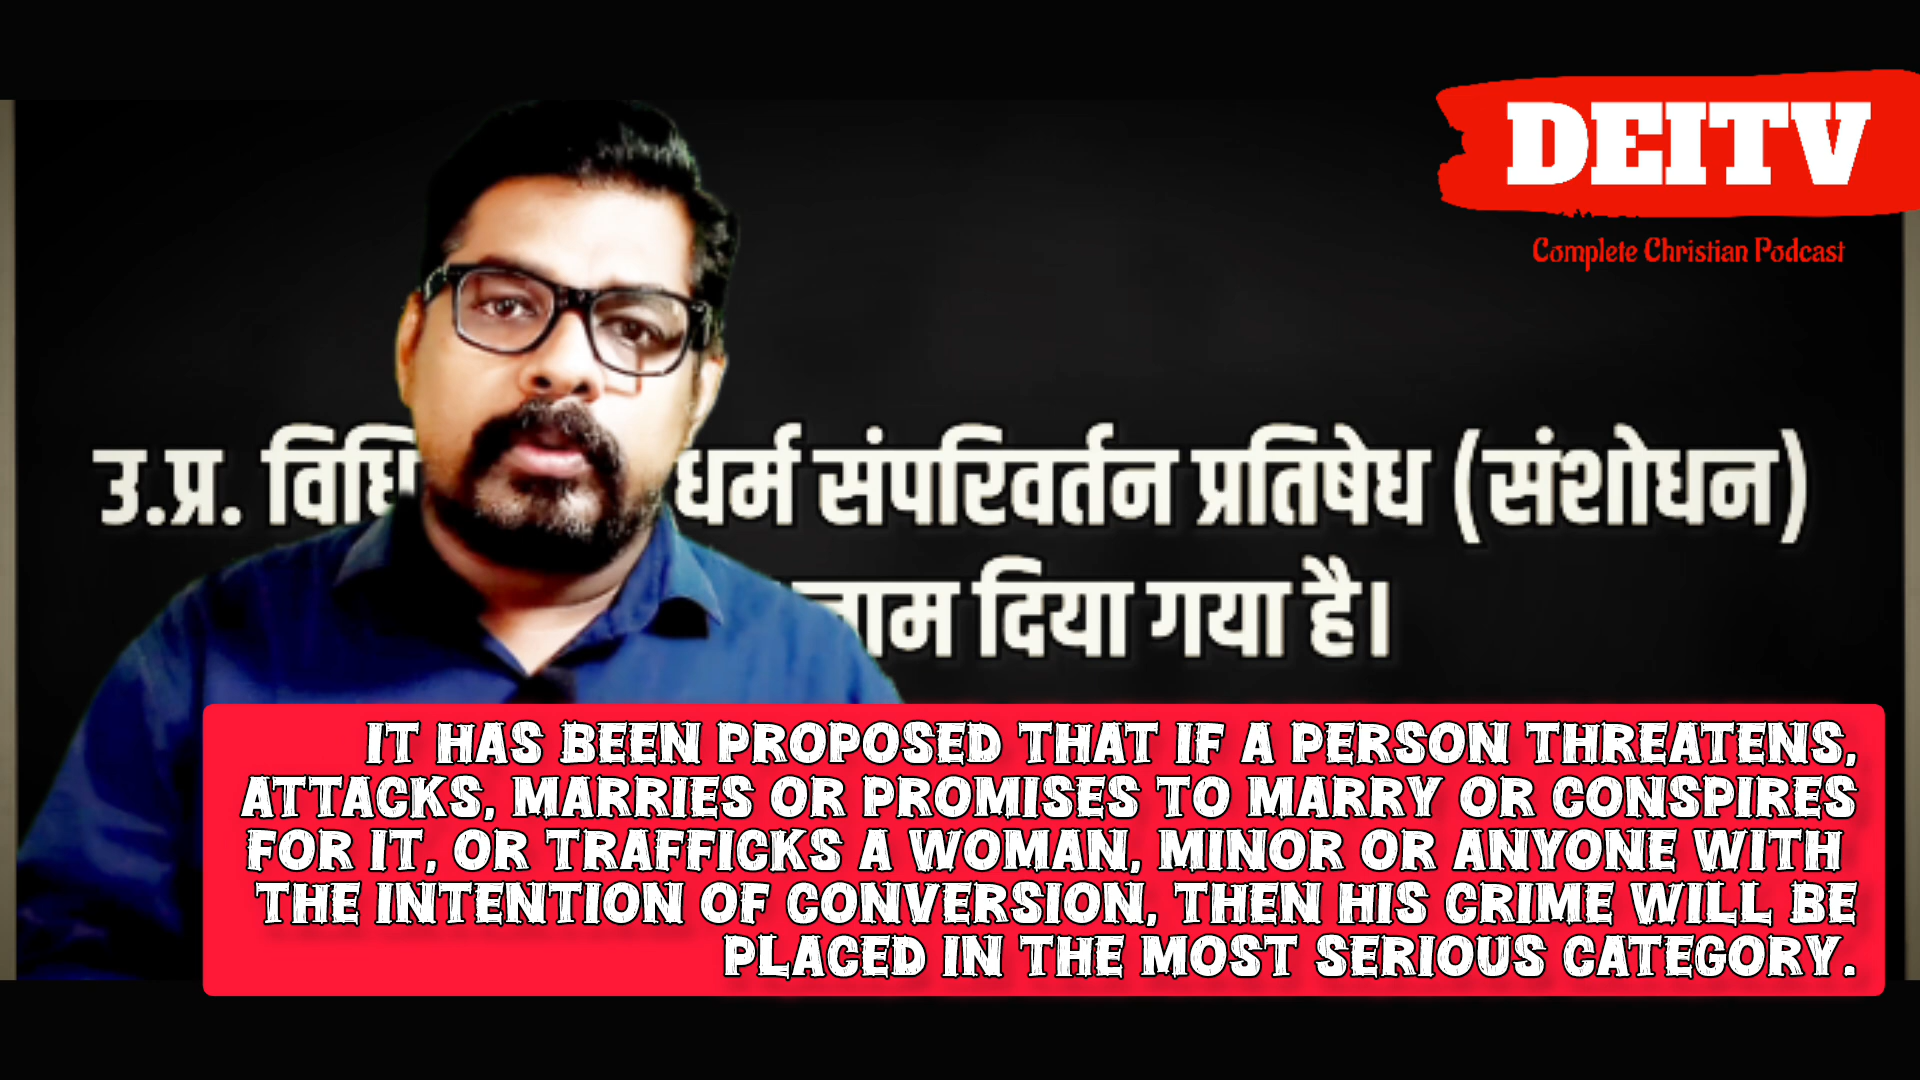 DEITV
Complete Christian Podcast
उ.प्र. धर्म संपरिवर्तन प्रतिषेध (संशोधन)
दिया गया है।
IT HAS BEEN PROPOSED THAT IF A PERSON THREATENS,
ATTACKS, MARRIES OR PROMISES TO MARRY OR CONSPIRES
FOR IT, OR TRAFFICKS A WOMAN, MINOR OR ANYONE WITH
THE INTENTION OF CONVERSION, THEN HIS CRIME WILL BE
PLACED IN THE MOST SERIOUS CATEGORY.